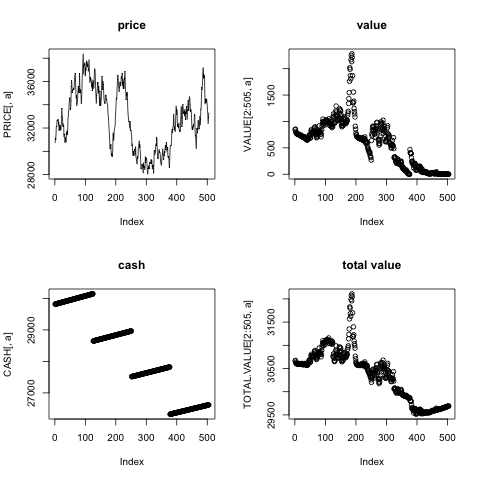 price
PRICE[, a]
28000 32000 36000
0 100 200 300 400 500
Index
value
VALUE[2:505, a]
0 500 1500
0 100 200 300 400 500
Index
cash
CASH[, a]
27000 29000
0 100 200 300 400 500
Index
total value
TOTAL.VALUE[2:505, a]
29500 30500 31500
0 100 200 300 400 500
Index